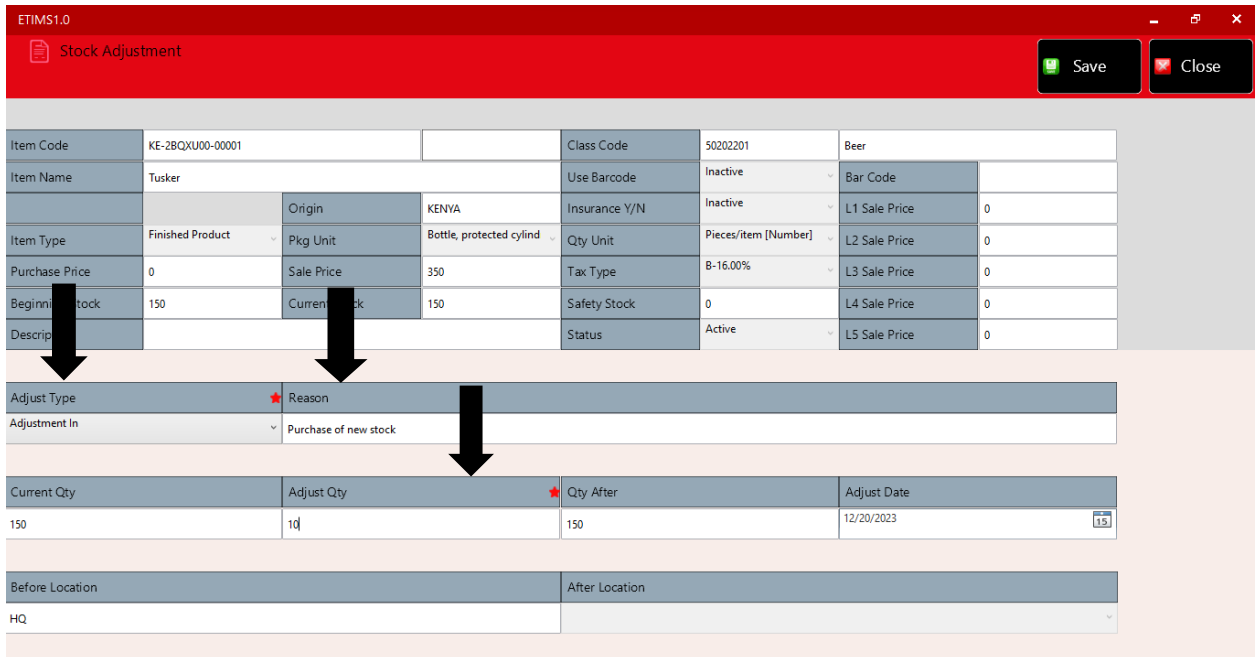 ETIMS1.0
Stock Adjustment
Save Close
Item Code KE-2BQXU00-00001 Class Code 50202201 Beer
Item Name Tusker Use Barcode Inactive Bar Code
Origin KENYA Insurance Y/N Inactive L1 Sale Price 0
Item Type Finished Product Pkg Unit Bottle, protected cylind Qty Unit Pieces/item [Number] L2 Sale Price 0
Purchase Price 0 Sale Price 350 Tax Type B-16.00% L3 Sale Price 0
Beginni tock 150 Curren ck 150 Safety Stock 0 L4 Sale Price 0
Descrip Status Active L5 Sale Price 0
Adjust Type Reason
Adjustment In Purchase of new stock
Current Qty Adjust Qty Qty After Adjust Date
150 10 150 12/20/2023 15
Before Location After Location
HQ